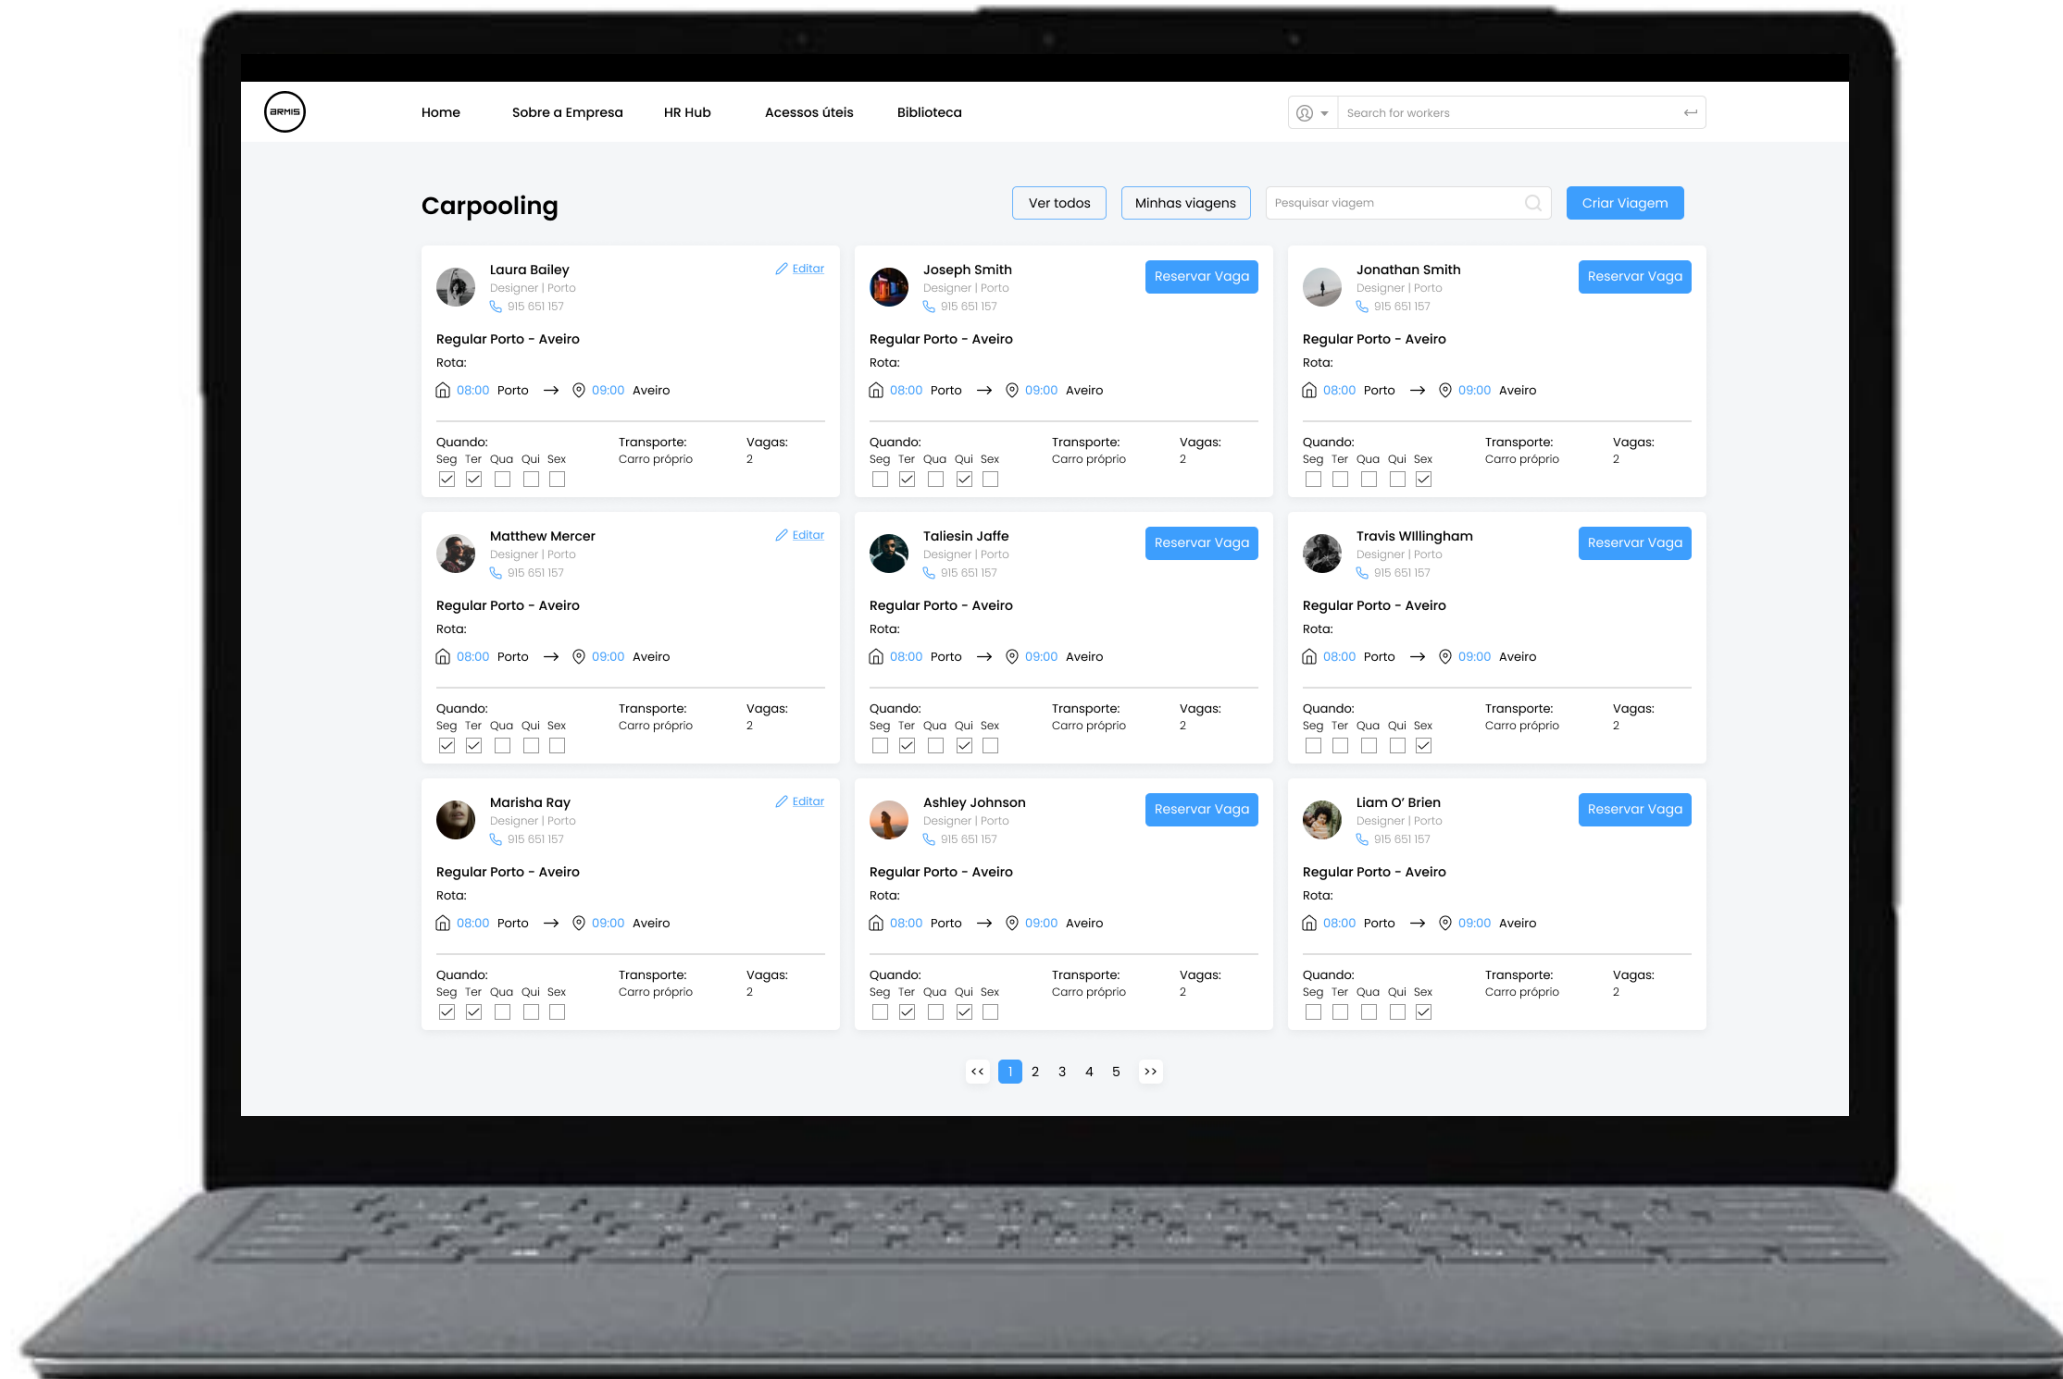 ARMIS
Home Sobre a Empresa HR Hub Acessos úteis Biblioteca Search for workers
Carpooling Ver todos Minhas viagens Pesquisar viagem Criar Viagem
Laura Bailey Editar
Designer | Porto
915 651 157
Regular Porto - Aveiro
Rota:
08:00 Porto → 09:00 Aveiro
Quando: Transporte: Vagas:
Seg Ter Qua Qui Sex Carro próprio 2
Joseph Smith Reservar Vaga
Designer | Porto
915 651 157
Regular Porto - Aveiro
Rota:
08:00 Porto → 09:00 Aveiro
Quando: Transporte: Vagas:
Seg Ter Qua Qui Sex Carro próprio 2
Jonathan Smith Reservar Vaga
Designer | Porto
915 651 157
Regular Porto - Aveiro
Rota:
08:00 Porto → 09:00 Aveiro
Quando: Transporte: Vagas:
Seg Ter Qua Qui Sex Carro próprio 2
Matthew Mercer Editar
Designer | Porto
915 651 157
Regular Porto - Aveiro
Rota:
08:00 Porto → 09:00 Aveiro
Quando: Transporte: Vagas:
Seg Ter Qua Qui Sex Carro próprio 2
Taliesin Jaffe Reservar Vaga
Designer | Porto
915 651 157
Regular Porto - Aveiro
Rota:
08:00 Porto → 09:00 Aveiro
Quando: Transporte: Vagas:
Seg Ter Qua Qui Sex Carro próprio 2
Travis WIllingham Reservar Vaga
Designer | Porto
915 651 157
Regular Porto - Aveiro
Rota:
08:00 Porto → 09:00 Aveiro
Quando: Transporte: Vagas:
Seg Ter Qua Qui Sex Carro próprio 2
Marisha Ray Editar
Designer | Porto
915 651 157
Regular Porto - Aveiro
Rota:
08:00 Porto → 09:00 Aveiro
Quando: Transporte: Vagas:
Seg Ter Qua Qui Sex Carro próprio 2
Ashley Johnson Reservar Vaga
Designer | Porto
915 651 157
Regular Porto - Aveiro
Rota:
08:00 Porto → 09:00 Aveiro
Quando: Transporte: Vagas:
Seg Ter Qua Qui Sex Carro próprio 2
Liam O’ Brien Reservar Vaga
Designer | Porto
915 651 157
Regular Porto - Aveiro
Rota:
08:00 Porto → 09:00 Aveiro
Quando: Transporte: Vagas:
Seg Ter Qua Qui Sex Carro próprio 2
<< 1 2 3 4 5 >>